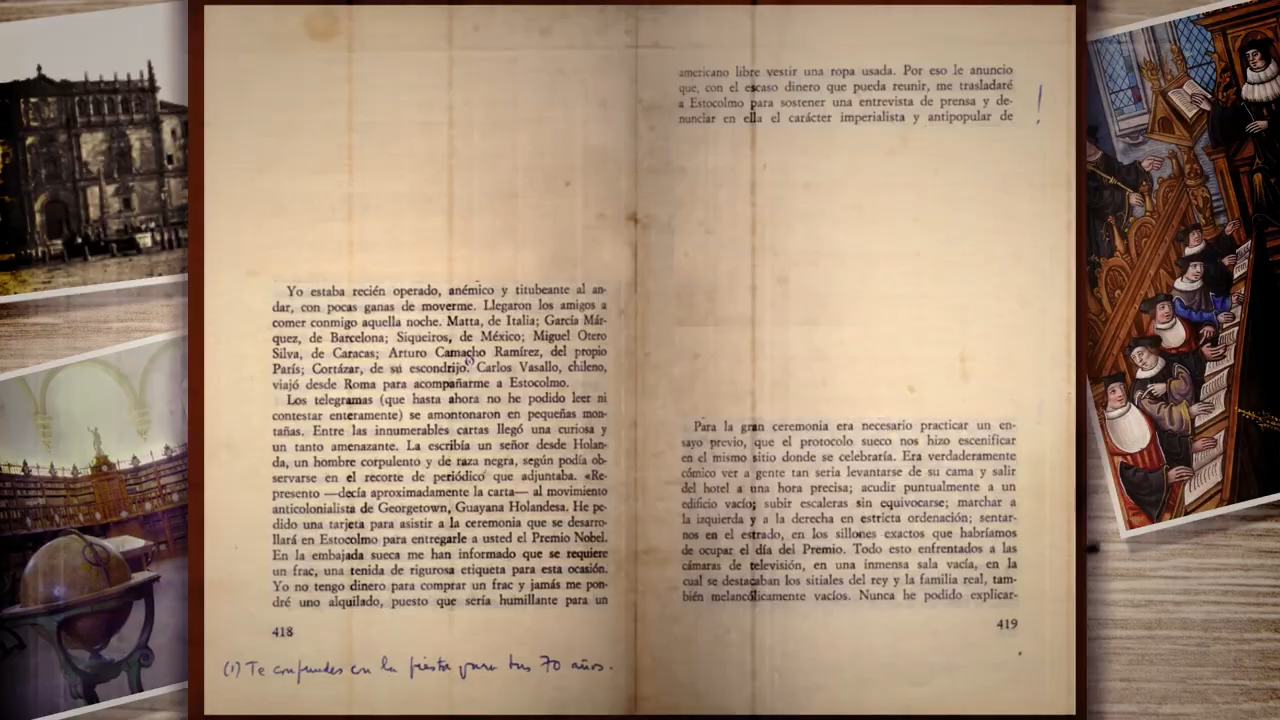 Yo estaba recién operado, anémico y titubeante al an-
dar, con pocas ganas de moverme. Llegaron los amigos a
comer conmigo aquella noche. Matta, de Italia; García Már-
quez, de Barcelona; Siqueiros, de México; Miguel Otero
Silva, de Caracas; Arturo Camacho Ramírez, del propio
París; Cortázar, de su escondrijo.(1) Carlos Vasallo, chileno,
viajó desde Roma para acompañarme a Estocolmo.
Los telegramas (que hasta ahora no he podido leer ni
contestar enteramente) se amontonaron en pequeñas mon-
tañas. Entre las innumerables cartas llegó una curiosa y
un tanto amenazante. La escribía un señor desde Holan-
da, un hombre corpulento y de raza negra, según podía ob-
servarse en el recorte de periódico que adjuntaba. «Re-
presento —decía aproximadamente la carta— al movimiento
anticolonialista de Georgetown, Guayana Holandesa. He pe-
dido una tarjeta para asistir a la ceremonia que se desarro-
llará en Estocolmo para entregarle a usted el Premio Nobel.
En la embajada sueca me han informado que se requiere
un frac, una tenida de rigurosa etiqueta para esta ocasión.
Yo no tengo dinero para comprar un frac y jamás me pon-
dré uno alquilado, puesto que sería humillante para un
418
(1) Te confundes con la fiesta para tus 70 años.
americano libre vestir una ropa usada. Por eso le anuncio
que, con el escaso dinero que pueda reunir, me trasladaré
a Estocolmo para sostener una entrevista de prensa y de-
nunciar en ella el carácter imperialista y antipopular de
Para la gran ceremonia era necesario practicar un en-
sayo previo, que el protocolo sueco nos hizo escenificar
en el mismo sitio donde se celebraría. Era verdaderamente
cómico ver a gente tan seria levantarse de su cama y salir
del hotel a una hora precisa; acudir puntualmente a un
edificio vacío; subir escaleras sin equivocarse; marchar a
la izquierda y a la derecha en estricta ordenación; sentar-
nos en el estrado, en los sillones exactos que habríamos
de ocupar el día del Premio. Todo esto enfrentados a las
cámaras de televisión, en una inmensa sala vacía, en la
cual se destacaban los sitiales del rey y la familia real, tam-
bién melancólicamente vacíos. Nunca he podido explicar-
419